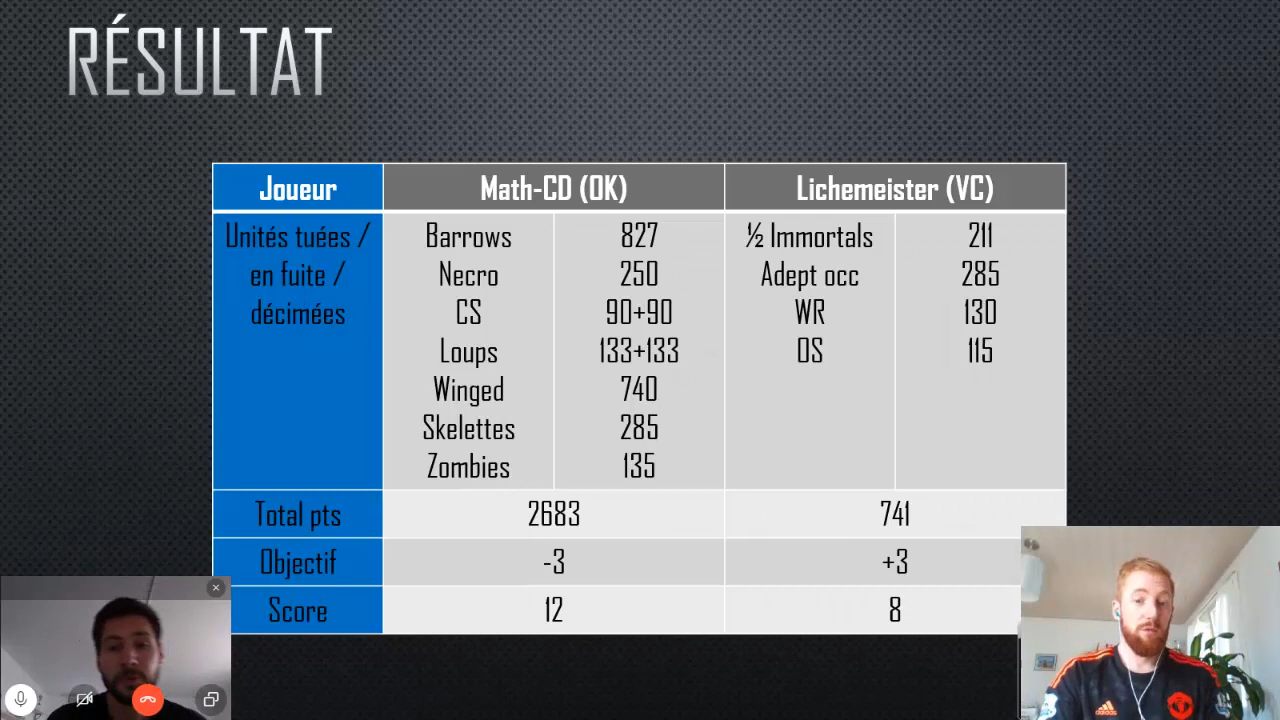 RÉSULTAT
Joueur Math-CD (OK) Lichemeister (VC)
Unités tuées / Barrows 827 ½ Immortals 211
en fuite / Necro 250 Adept occ 285
décimées CS 90+90 WR 130
Loups 133+133 OS 115
Winged 740
Skelettes 285
Zombies 135
Total pts 2683 741
Objectif -3 +3
Score 12 8
adidas